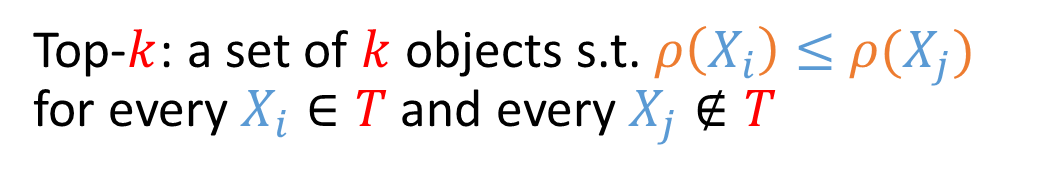 Top-k: a set of k objects s.t. ρ(Xᵢ) ≤ ρ(Xⱼ)
for every Xᵢ ∈ T and every Xⱼ ∉ T